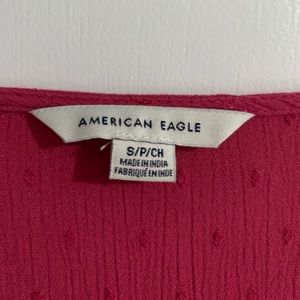 AMERICAN EAGLE
S/P/CH
MADE IN INDIA
FABRIQUÉ EN INDE